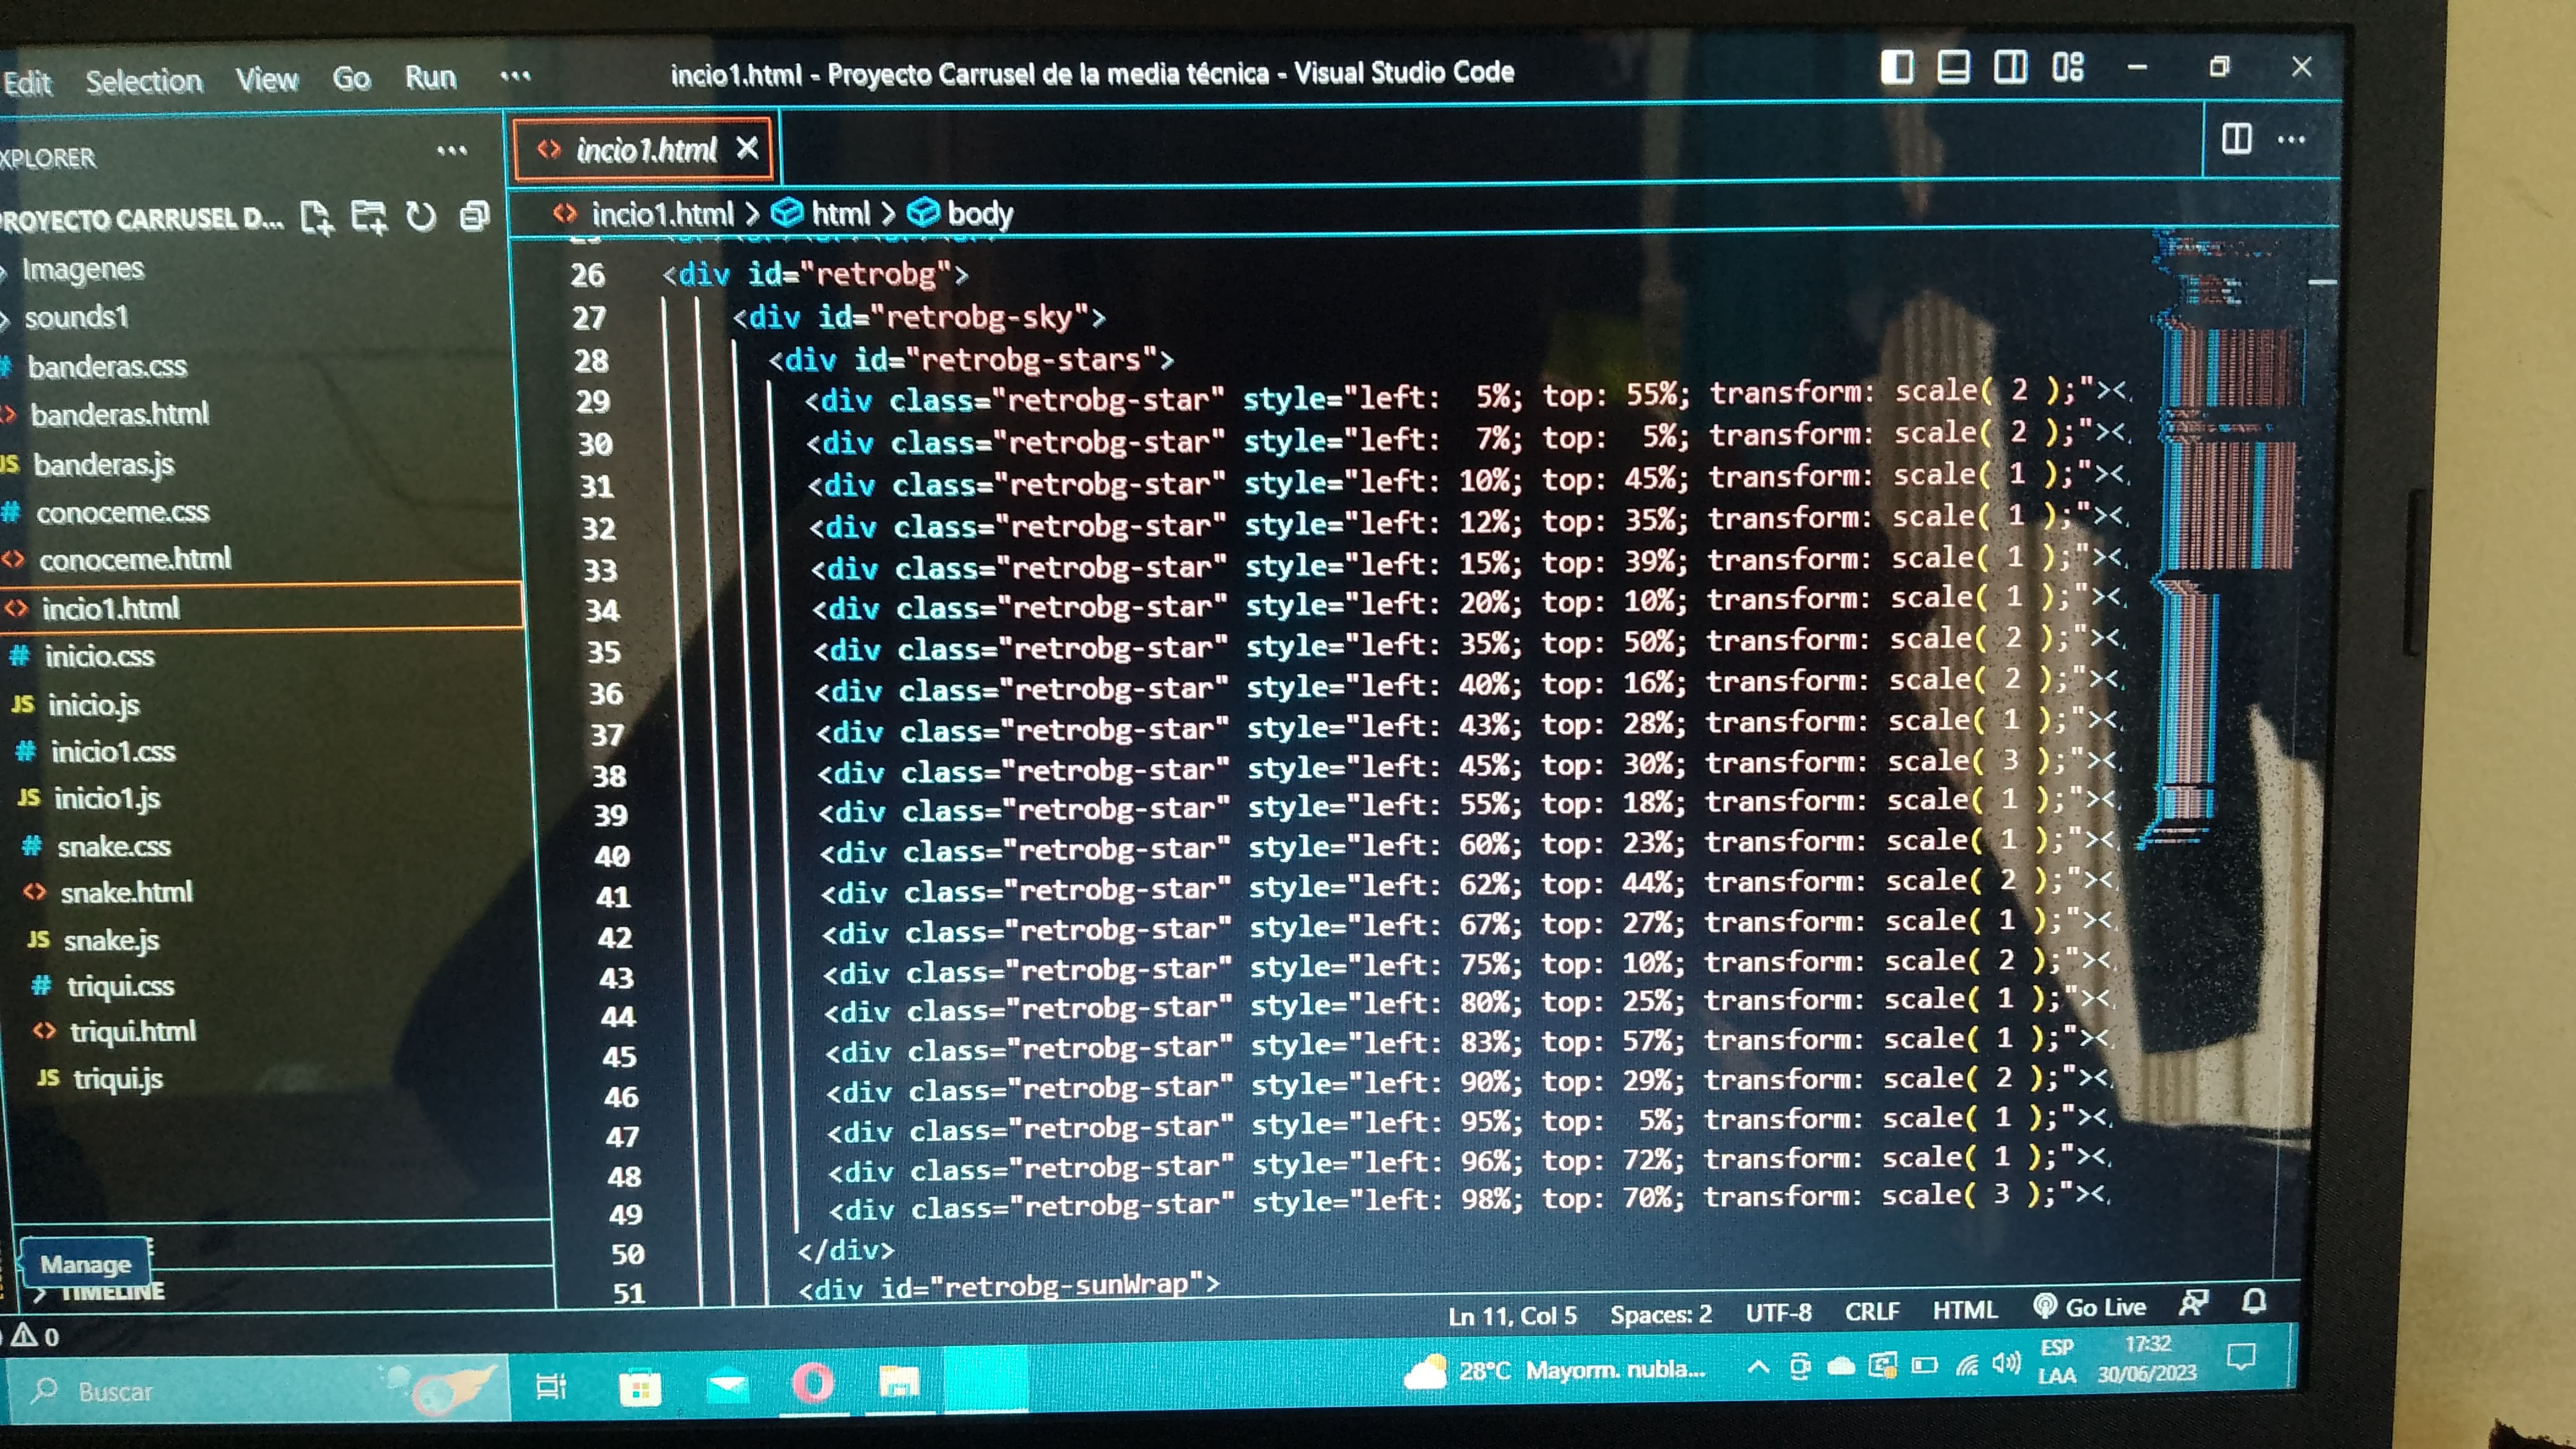 Edit Selection View Go Run ... incio1.html - Proyecto Carrusel de la media técnica - Visual Studio Code
XPLORER ...
incio1.html
ROYECTO CARRUSEL D...
incio1.html > html > body
Imagenes
sounds1
banderas.css
banderas.html
JS banderas.js
conoceme.css
conoceme.html
incio1.html
inicio.css
JS inicio.js
inicio1.css
JS inicio1.js
snake.css
snake.html
JS snake.js
triqui.css
triqui.html
JS triqui.js
Manage
TIMELINE
26 <div id="retrobg">
27 <div id="retrobg-sky">
28 <div id="retrobg-stars">
29 <div class="retrobg-star" style="left:  5%; top: 55%; transform: scale( 2 );"><
30 <div class="retrobg-star" style="left:  7%; top:  5%; transform: scale( 2 );"><
31 <div class="retrobg-star" style="left: 10%; top: 45%; transform: scale( 1 );"><
32 <div class="retrobg-star" style="left: 12%; top: 35%; transform: scale( 1 );"><
33 <div class="retrobg-star" style="left: 15%; top: 39%; transform: scale( 1 );"><
34 <div class="retrobg-star" style="left: 20%; top: 10%; transform: scale( 1 );"><
35 <div class="retrobg-star" style="left: 35%; top: 50%; transform: scale( 2 );"><
36 <div class="retrobg-star" style="left: 40%; top: 16%; transform: scale( 2 );"><
37 <div class="retrobg-star" style="left: 43%; top: 28%; transform: scale( 1 );"><
38 <div class="retrobg-star" style="left: 45%; top: 30%; transform: scale( 3 );"><
39 <div class="retrobg-star" style="left: 55%; top: 18%; transform: scale( 1 );"><
40 <div class="retrobg-star" style="left: 60%; top: 23%; transform: scale( 1 );"><
41 <div class="retrobg-star" style="left: 62%; top: 44%; transform: scale( 2 );"><
42 <div class="retrobg-star" style="left: 67%; top: 27%; transform: scale( 1 );"><
43 <div class="retrobg-star" style="left: 75%; top: 10%; transform: scale( 2 );"><
44 <div class="retrobg-star" style="left: 80%; top: 25%; transform: scale( 1 );"><
45 <div class="retrobg-star" style="left: 83%; top: 57%; transform: scale( 1 );"><
46 <div class="retrobg-star" style="left: 90%; top: 29%; transform: scale( 2 );"><
47 <div class="retrobg-star" style="left: 95%; top:  5%; transform: scale( 1 );"><
48 <div class="retrobg-star" style="left: 96%; top: 72%; transform: scale( 1 );"><
49 <div class="retrobg-star" style="left: 98%; top: 70%; transform: scale( 3 );"><
50 </div>
51 <div id="retrobg-sunWrap">
0 Ln 11, Col 5 Spaces: 2 UTF-8 CRLF HTML Go Live
Buscar 28°C Mayorm. nubla... ESP 17:32
LAA 30/06/2023